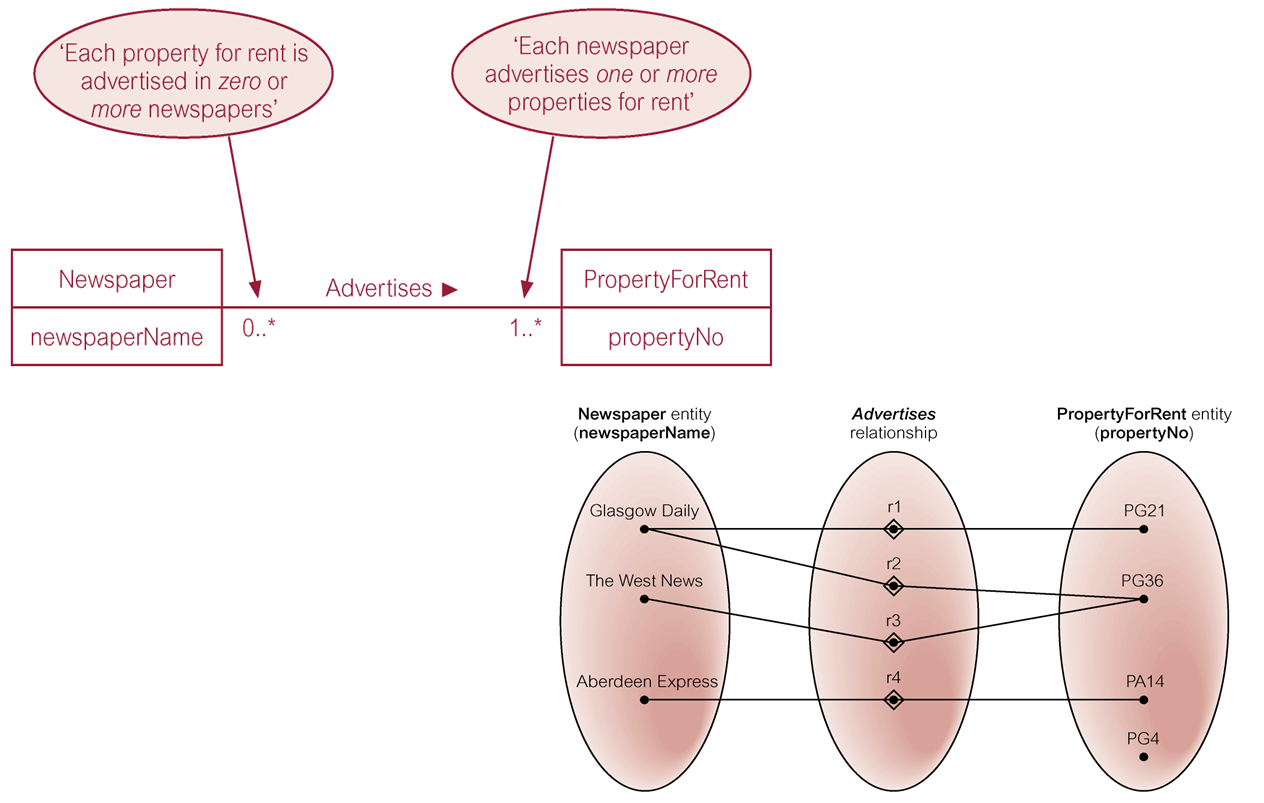 ‘Each property for rent is
advertised in zero or
more newspapers’
‘Each newspaper
advertises one or more
properties for rent’
Newspaper
newspaperName
Advertises ►
0..*
1..*
PropertyForRent
propertyNo
Newspaper entity
(newspaperName)
Advertises
relationship
PropertyForRent entity
(propertyNo)
Glasgow Daily
The West News
Aberdeen Express
r1
r2
r3
r4
PG21
PG36
PA14
PG4